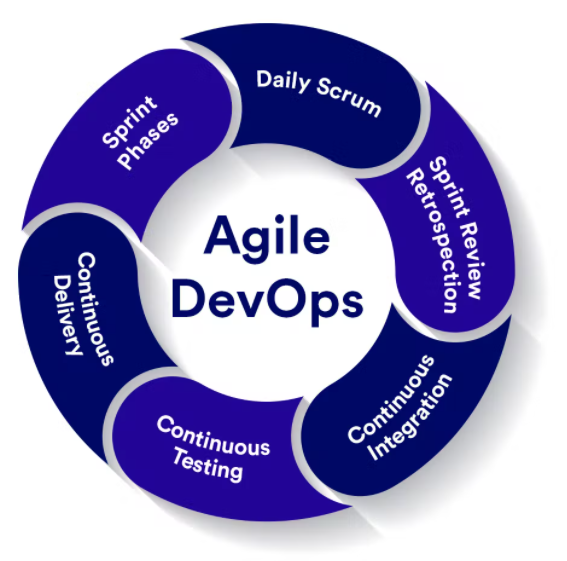 Daily Scrum
Sprint Review
Retrospection
Continuous
Integration
Continuous
Testing
Continuous
Delivery
Sprint
Phases
Agile
DevOps